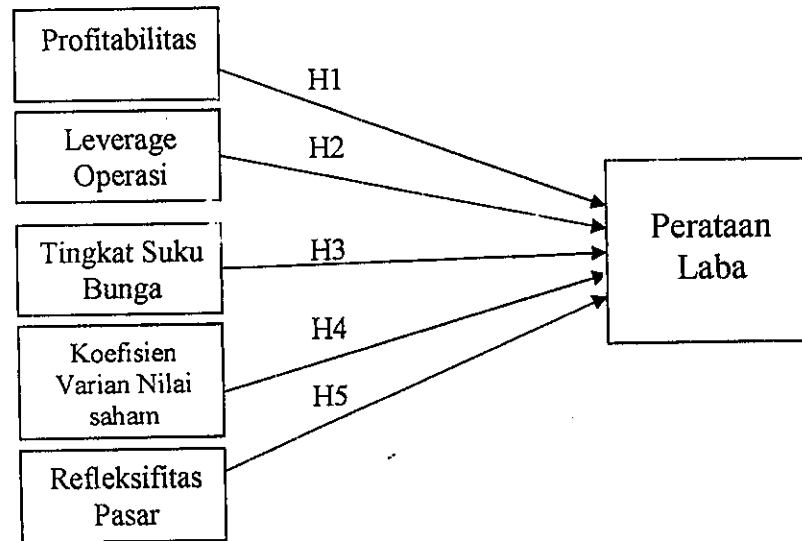 Profitabilitas
H1
Leverage
Operasi
H2
Tingkat Suku
Bunga
H3
Koefisien
Varian Nilai
saham
H4
Refleksifitas
Pasar
H5
Perataan
Laba